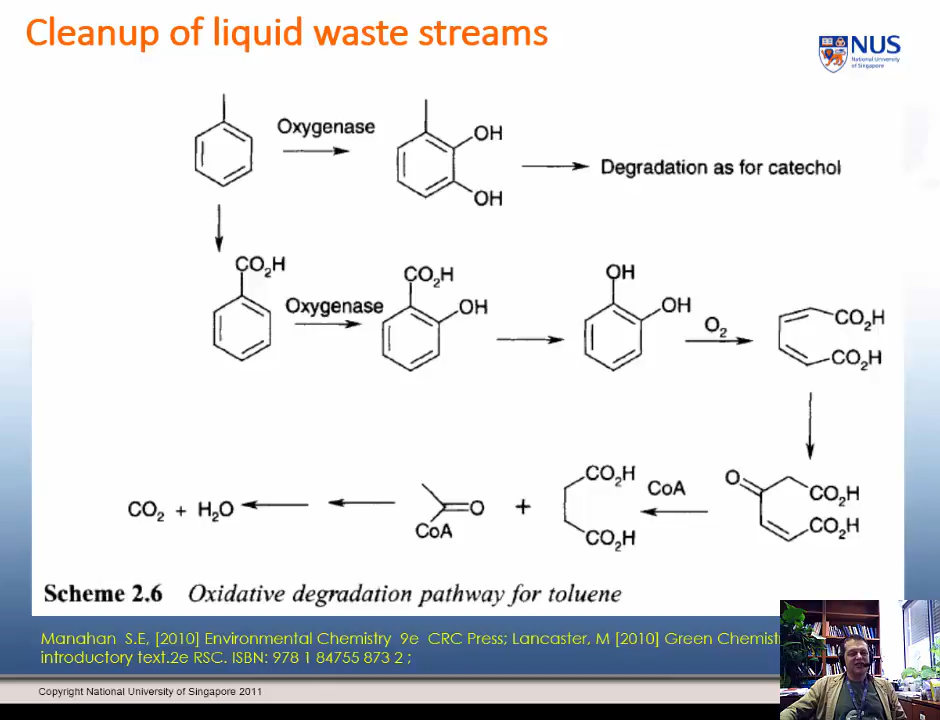 Cleanup of liquid waste streams
NUS
National University
of Singapore
Oxygenase
OH
OH
Degradation as for catechol
CO₂H
Oxygenase
CO₂H
OH
OH
OH
O₂
CO₂H
CO₂H
CO₂ + H₂O
O
CoA
+
CO₂H
CO₂H
CoA
O
CO₂H
CO₂H
Scheme 2.6 Oxidative degradation pathway for toluene
Manahan S.E, [2010] Environmental Chemistry 9e CRC Press; Lancaster, M [2010] Green
introductory text.2e RSC. ISBN: 978 1 84755 873 2 ;
Copyright National University of Singapore 2011